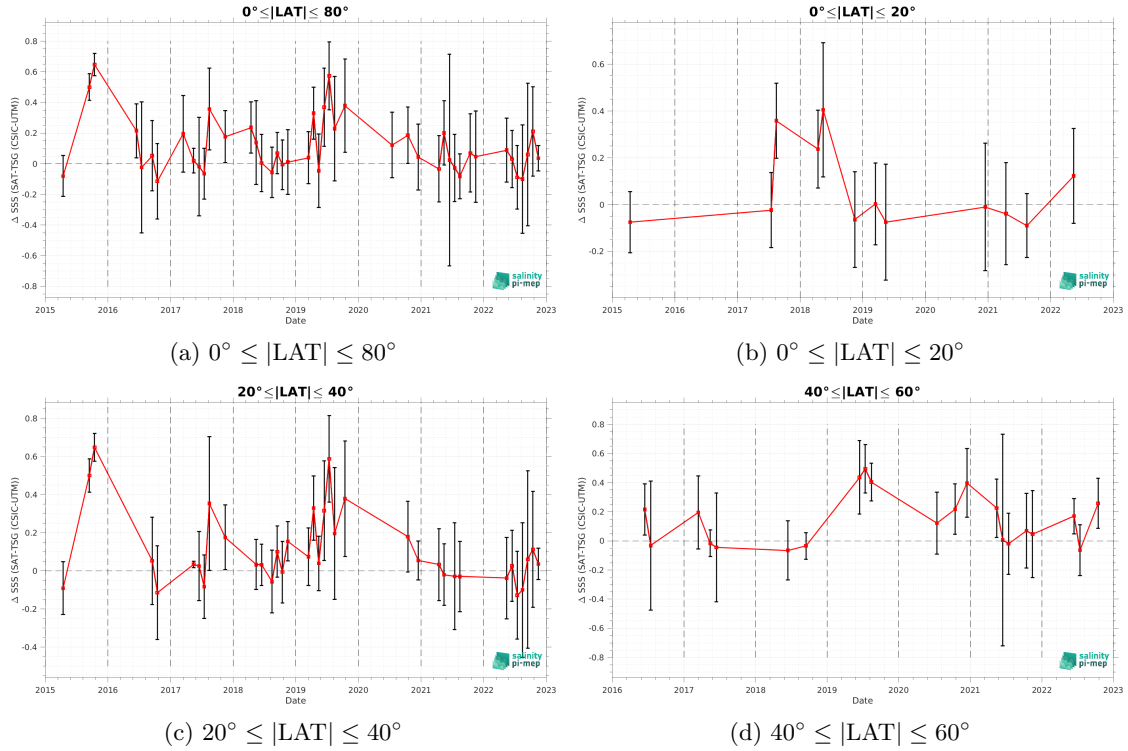 0°≤|LAT|≤ 80°
Δ SSS (SAT-TSG (CSIC-UTM))
0.8
0.6
0.4
0.2
0
-0.2
-0.4
-0.6
-0.8
2015 2016 2017 2018 2019 2020 2021 2022 2023
Date
salinity
pi-mep
(a) 0° ≤ |LAT| ≤ 80°
0°≤|LAT|≤ 20°
Δ SSS (SAT-TSG (CSIC-UTM))
0.6
0.4
0.2
0
-0.2
2015 2016 2017 2018 2019 2020 2021 2022 2023
Date
salinity
pi-mep
(b) 0° ≤ |LAT| ≤ 20°
20°≤|LAT|≤ 40°
Δ SSS (SAT-TSG (CSIC-UTM))
0.8
0.6
0.4
0.2
0
-0.2
-0.4
2015 2016 2017 2018 2019 2020 2021 2022 2023
Date
salinity
pi-mep
(c) 20° ≤ |LAT| ≤ 40°
40°≤|LAT|≤ 60°
Δ SSS (SAT-TSG (CSIC-UTM))
0.8
0.6
0.4
0.2
0
-0.2
-0.4
-0.6
-0.8
2016 2017 2018 2019 2020 2021 2022 2023
Date
salinity
pi-mep
(d) 40° ≤ |LAT| ≤ 60°